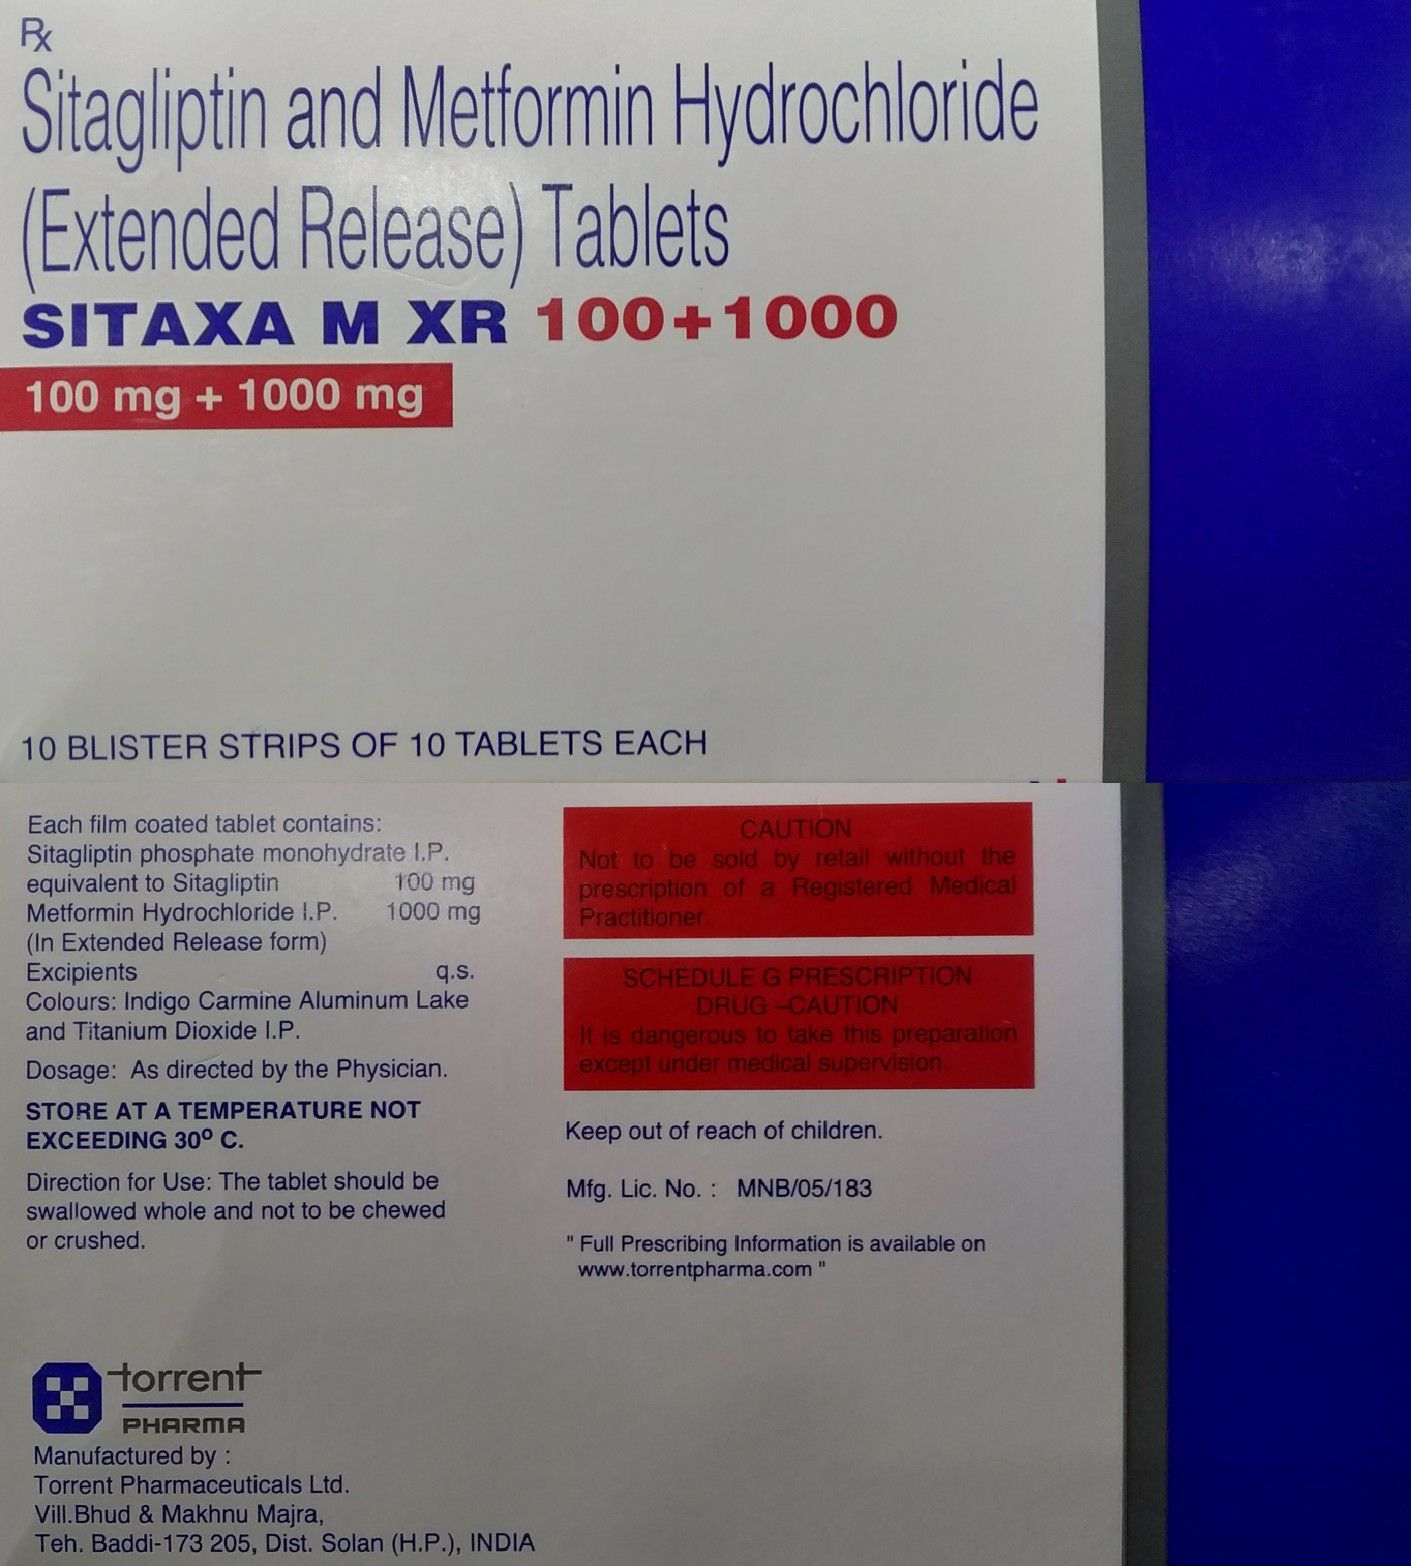 Rx
Sitagliptin and Metformin Hydrochloride
(Extended Release) Tablets
SITAXA M XR 100+1000
100 mg + 1000 mg
10 BLISTER STRIPS OF 10 TABLETS EACH
Each film coated tablet contains:
Sitagliptin phosphate monohydrate I.P.
equivalent to Sitagliptin 100 mg
Metformin Hydrochloride I.P. 1000 mg
(In Extended Release form)
Excipients q.s.
Colours: Indigo Carmine Aluminum Lake
and Titanium Dioxide I.P.
Dosage: As directed by the Physician.
STORE AT A TEMPERATURE NOT
EXCEEDING 30º C.
Direction for Use: The tablet should be
swallowed whole and not to be chewed
or crushed.
CAUTION
Not to be sold by retail without the
prescription of a Registered Medical
Practitioner.
SCHEDULE G PRESCRIPTION
DRUG –CAUTION
It is dangerous to take this preparation
except under medical supervision.
Keep out of reach of children.
Mfg. Lic. No. : MNB/05/183
" Full Prescribing Information is available on
www.torrentpharma.com "
torrent
PHARMA
Manufactured by :
Torrent Pharmaceuticals Ltd.
Vill.Bhud & Makhnu Majra,
Teh. Baddi-173 205, Dist. Solan (H.P.), INDIA